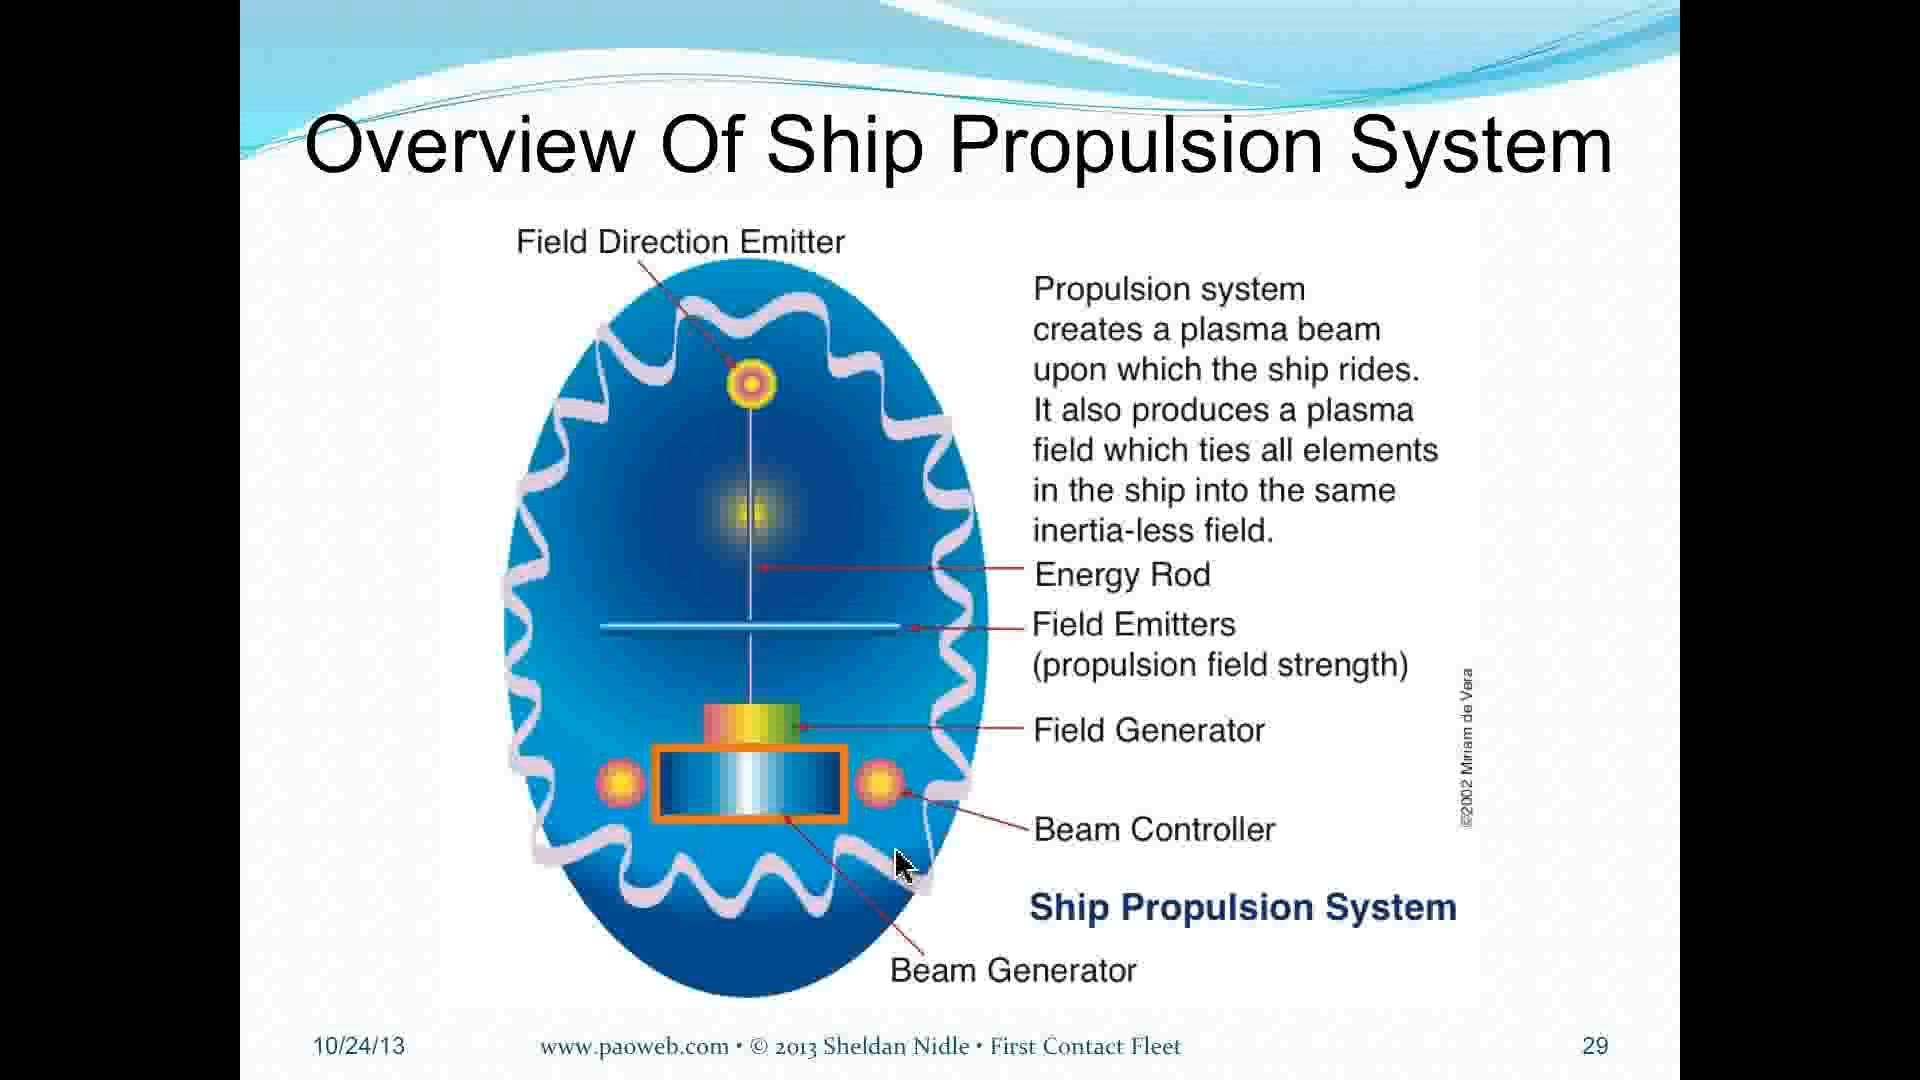 Overview Of Ship Propulsion System
Field Direction Emitter
Propulsion system
creates a plasma beam
upon which the ship rides.
It also produces a plasma
field which ties all elements
in the ship into the same
inertia-less field.
Energy Rod
Field Emitters
(propulsion field strength)
Field Generator
Beam Controller
Ship Propulsion System
Beam Generator
©2002 Miriam de Vera
10/24/13
www.paoweb.com • © 2013 Sheldan Nidle • First Contact Fleet
29